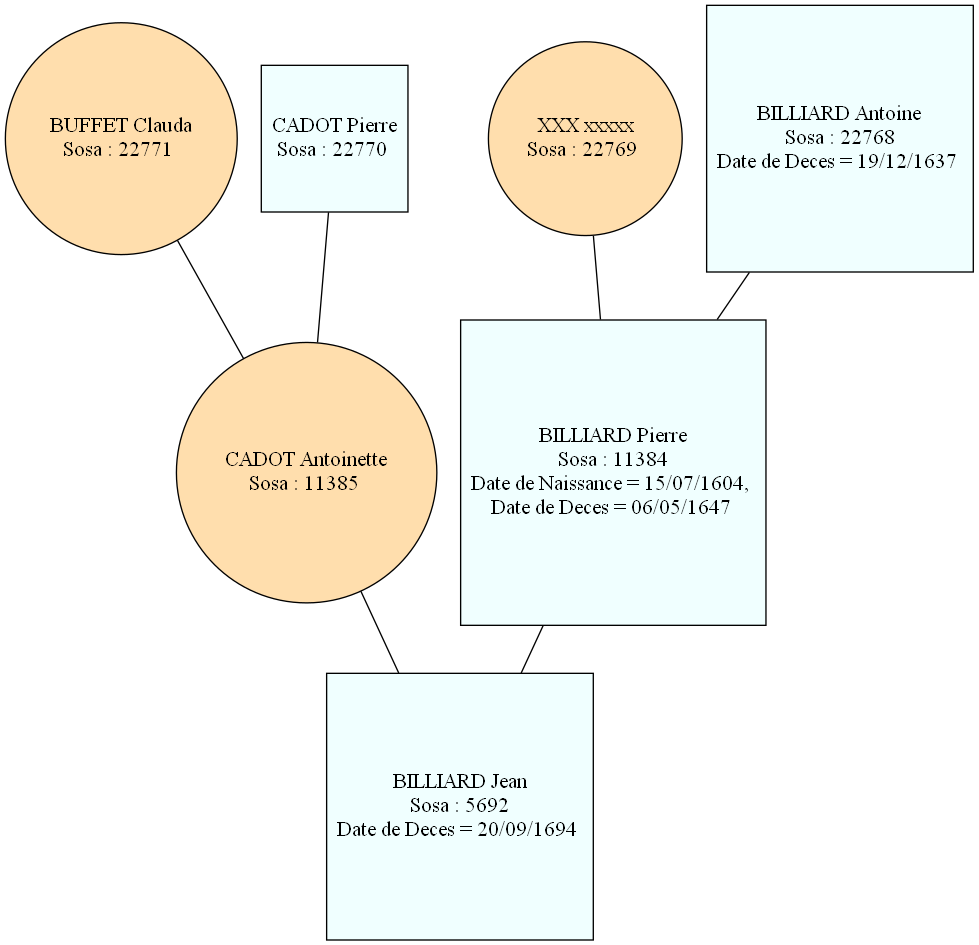 BUFFET Clauda
Sosa : 22771
CADOT Pierre
Sosa : 22770
XXX xxxxx
Sosa : 22769
BILLIARD Antoine
Sosa : 22768
Date de Deces = 19/12/1637
CADOT Antoinette
Sosa : 11385
BILLIARD Pierre
Sosa : 11384
Date de Naissance = 15/07/1604,
Date de Deces = 06/05/1647
BILLIARD Jean
Sosa : 5692
Date de Deces = 20/09/1694